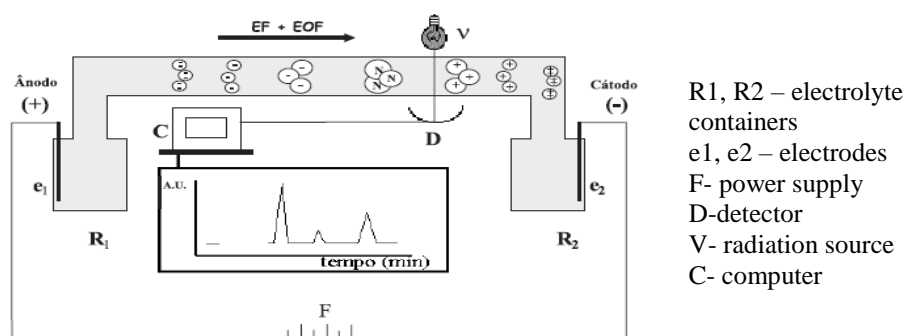 EF + EOF
ν
Ânodo
(+)
Cátodo
(-)
- - - - - - - - - - -
N N N
+ + + + + + + + +
C
D
e₁
e₂
A.U.
R₁
R₂
tempo (min)
F
R1, R2 – electrolyte
containers
e1, e2 – electrodes
F- power supply
D-detector
V- radiation source
C- computer